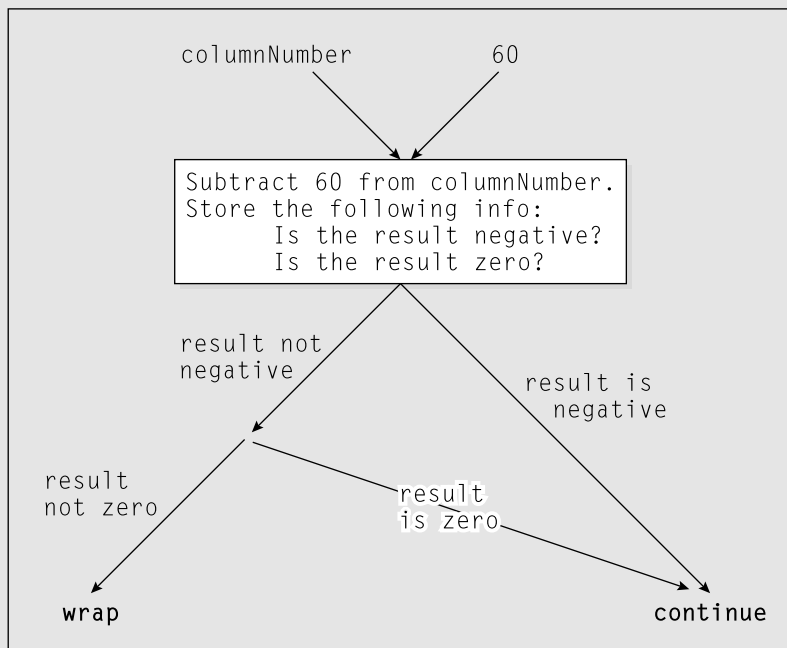 columnNumber
60
Subtract 60 from columnNumber.
Store the following info:
Is the result negative?
Is the result zero?
result not
negative
result is
negative
result
not zero
result
is zero
wrap
continue